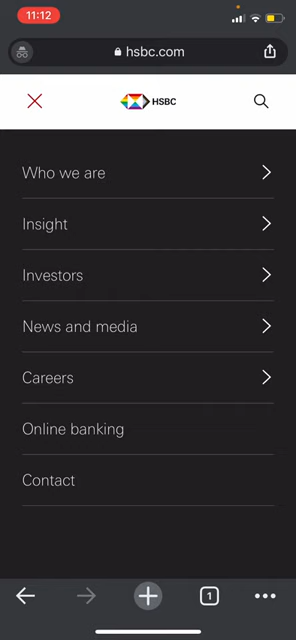 11:12
hsbc.com
HSBC
Who we are
Insight
Investors
News and media
Careers
Online banking
Contact
1